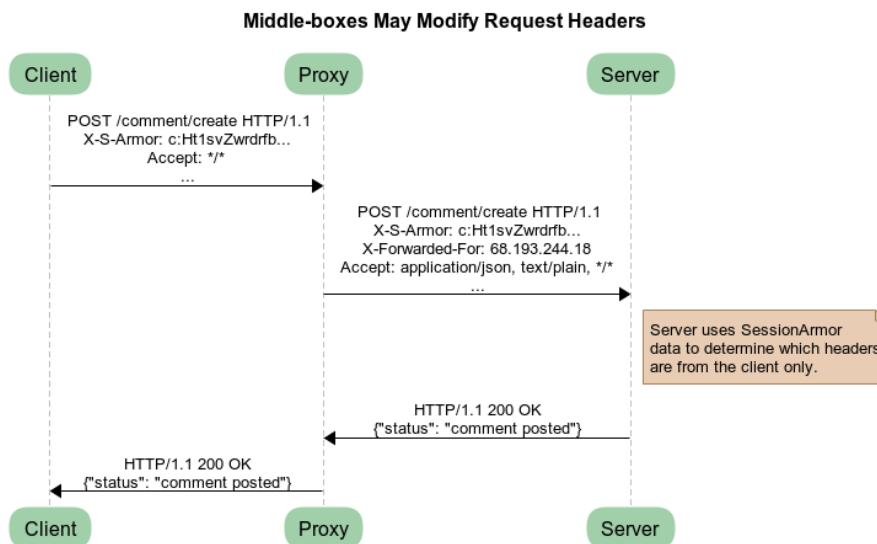 Middle-boxes May Modify Request Headers
Client
Proxy
Server
POST /comment/create HTTP/1.1
X-S-Armor: c:Ht1svZwrdrfb...
Accept: */*
...
POST /comment/create HTTP/1.1
X-S-Armor: c:Ht1svZwrdrfb...
X-Forwarded-For: 68.193.244.18
Accept: application/json, text/plain, */*
...
Server uses SessionArmor
data to determine which headers
are from the client only.
HTTP/1.1 200 OK
{"status": "comment posted"}
HTTP/1.1 200 OK
{"status": "comment posted"}
Client
Proxy
Server